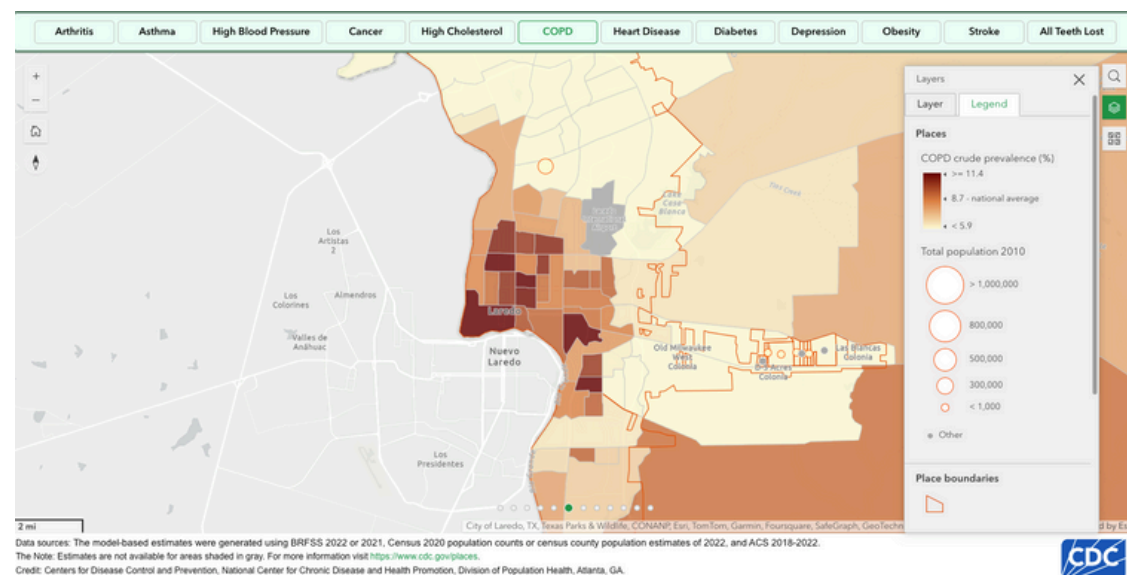 Arthritis Asthma High Blood Pressure Cancer High Cholesterol COPD Heart Disease Diabetes Depression Obesity Stroke All Teeth Lost
+
−
Layers
Layer Legend
Places
COPD crude prevalence (%)
>= 11.4
8.7 - national average
< 5.9
Total population 2010
> 1,000,000
800,000
500,000
300,000
< 1,000
Other
Place boundaries
Los
Artistas
2
Los
Colorines
Almendros
Valles de
Anáhuac
Laredo
Nuevo
Laredo
Los
Presidentes
Laredo
International
Airport
Lake
Casa
Blanca
Old Milwaukee
West
Colonia
D-5 Acres
Colonia
Las Blancas
Colonia
2 mi
City of Laredo, TX, Texas Parks & Wildlife, CONANP, Esri, TomTom, Garmin, Foursquare, SafeGraph, GeoTechn
d by Es
Data sources: The model-based estimates were generated using BRFSS 2022 or 2021, Census 2020 population counts or census county population estimates of 2022, and ACS 2018-2022.
The Note: Estimates are not available for areas shaded in gray. For more information visit https://www.cdc.gov/places.
Credit: Centers for Disease Control and Prevention, National Center for Chronic Disease and Health Promotion, Division of Population Health, Atlanta, GA.
CDC